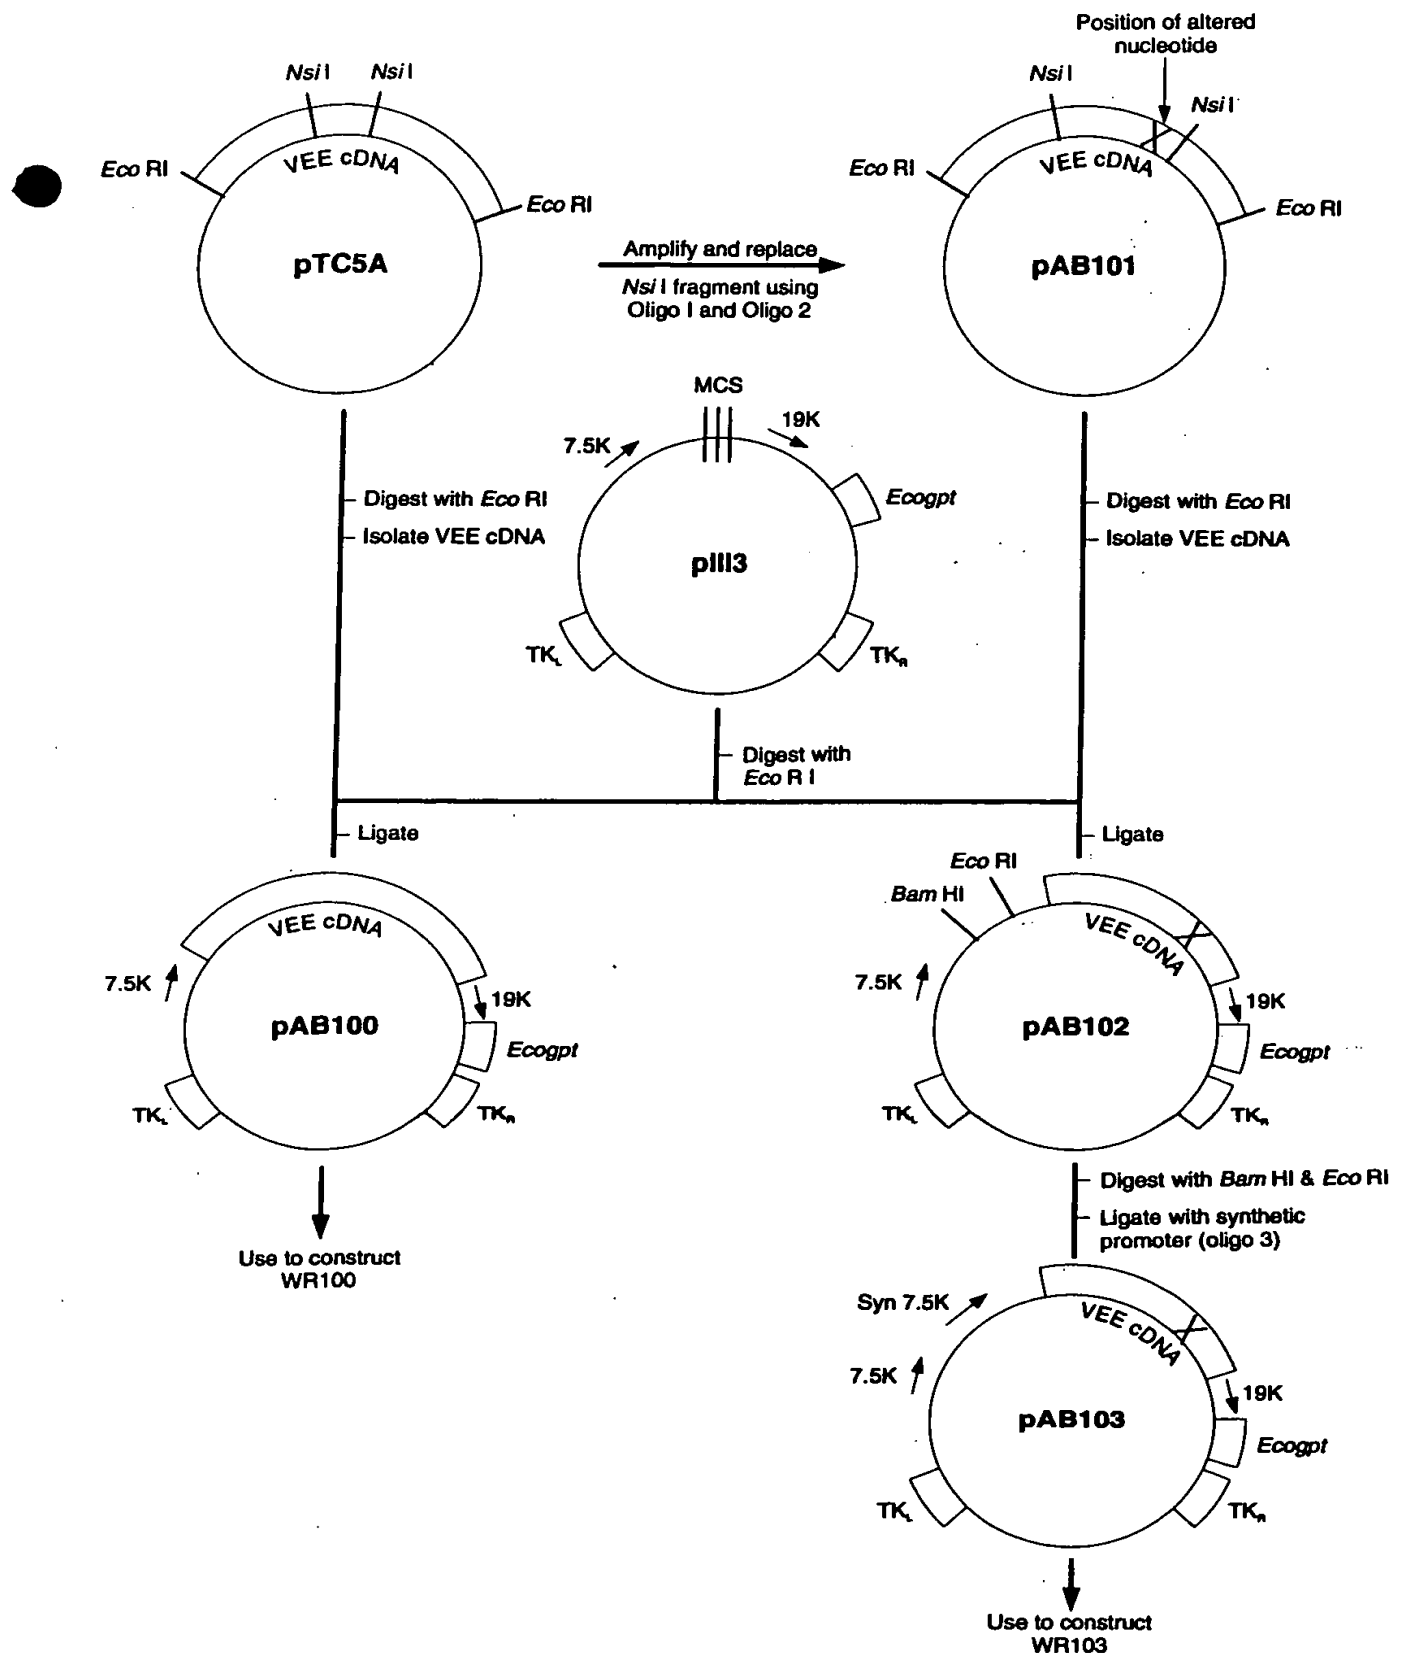 Position of altered
nucleotide
Nsi I
Nsi I
Nsi I
Nsi I
Eco RI
VEE cDNA
Eco RI
pTC5A
Eco RI
VEE cDNA
Eco RI
pAB101
Amplify and replace
Nsi I fragment using
Oligo I and Oligo 2
MCS
7.5K
19K
Ecogpt
pIII3
TKL
TKR
Digest with Eco RI
Isolate VEE cDNA
Digest with Eco RI
Isolate VEE cDNA
Digest with
Eco R I
Ligate
Ligate
VEE cDNA
7.5K
19K
pAB100
Ecogpt
TKL
TKR
Eco RI
Bam HI
VEE cDNA
7.5K
19K
pAB102
Ecogpt
TKL
TKR
Use to construct
WR100
Digest with Bam HI & Eco RI
Ligate with synthetic
promoter (oligo 3)
Syn 7.5K
VEE cDNA
7.5K
19K
pAB103
Ecogpt
TKL
TKR
Use to construct
WR103